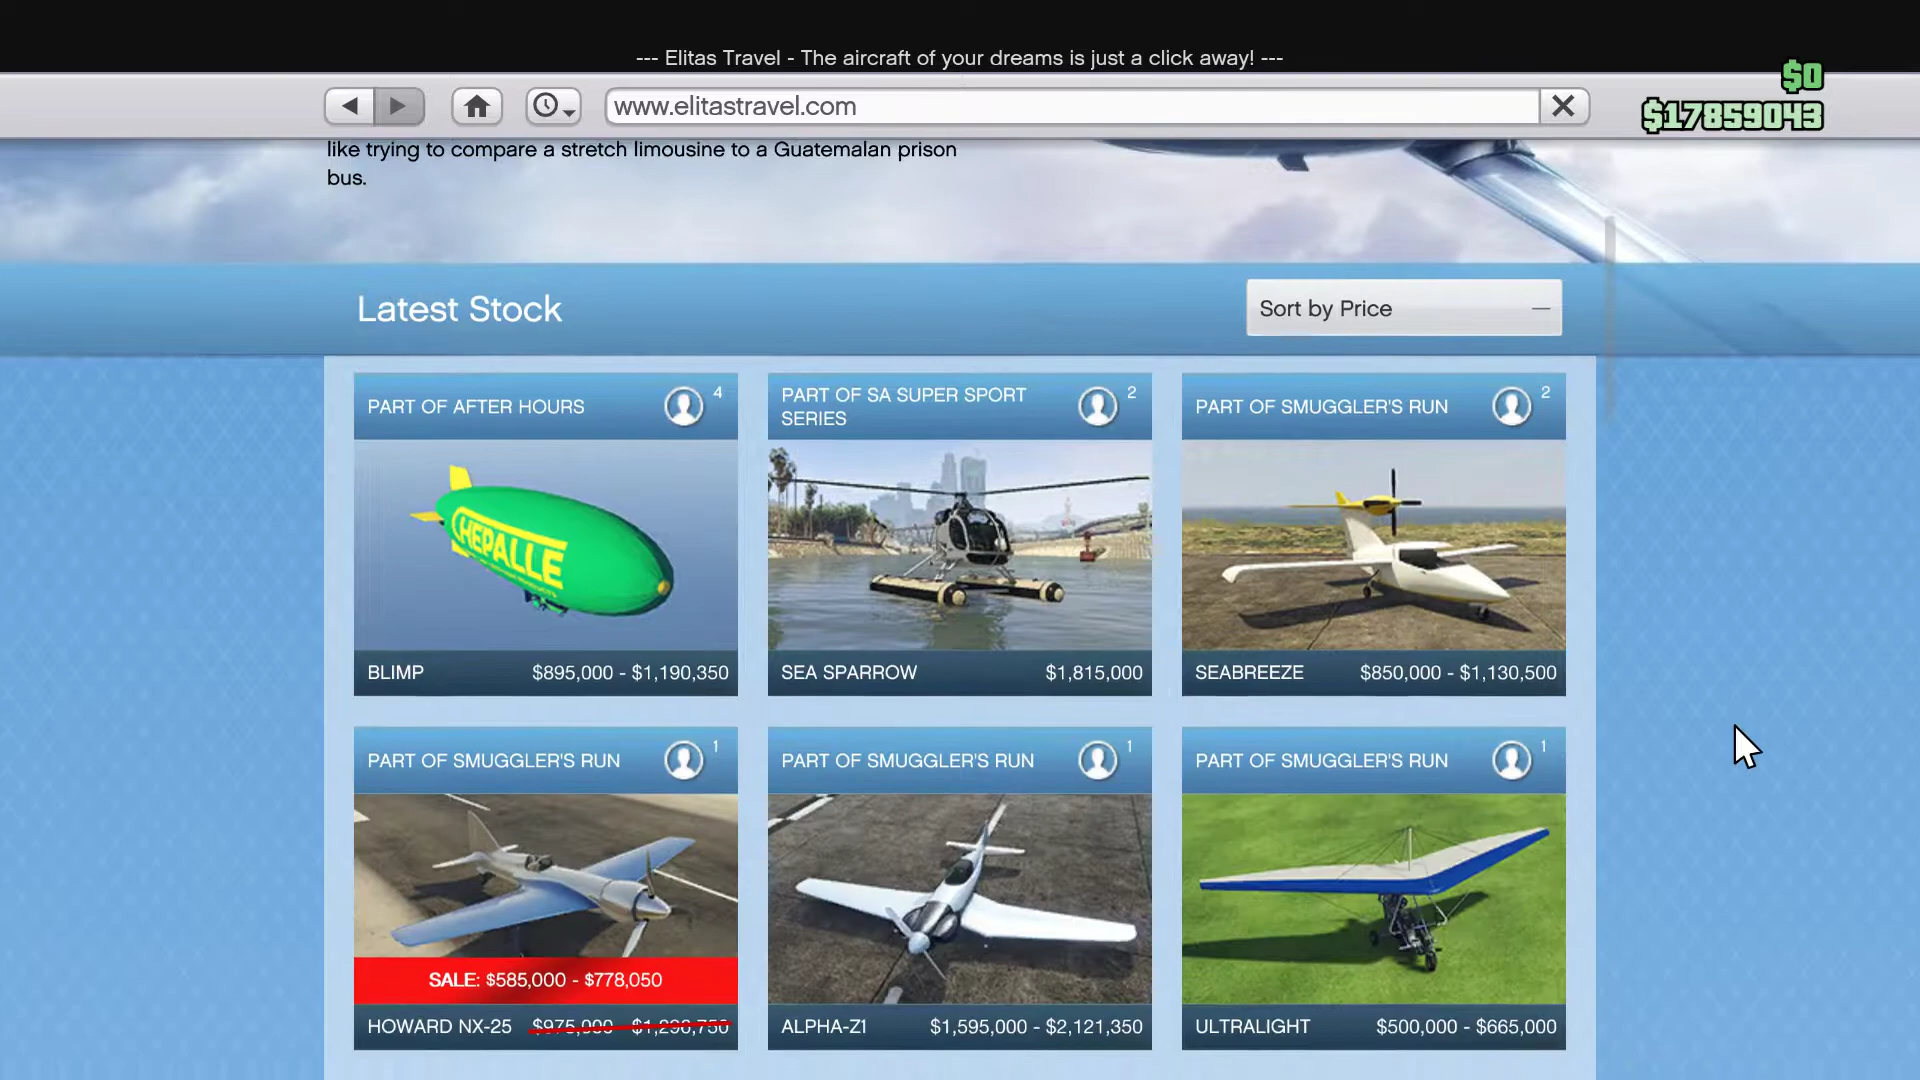 --- Elitas Travel - The aircraft of your dreams is just a click away! ---
$0
www.elitastravel.com
$17859043
like trying to compare a stretch limousine to a Guatemalan prison
bus.
Latest Stock
Sort by Price
PART OF AFTER HOURS
4
PART OF SA SUPER SPORT
SERIES
2
PART OF SMUGGLER'S RUN
2
HEPALLE
BLIMP $895,000 - $1,190,350
SEA SPARROW $1,815,000
SEABREEZE $850,000 - $1,130,500
PART OF SMUGGLER'S RUN
1
PART OF SMUGGLER'S RUN
1
PART OF SMUGGLER'S RUN
1
SALE: $585,000 - $778,050
HOWARD NX-25 $975,000 - $1,296,750
ALPHA-Z1 $1,595,000 - $2,121,350
ULTRALIGHT $500,000 - $665,000